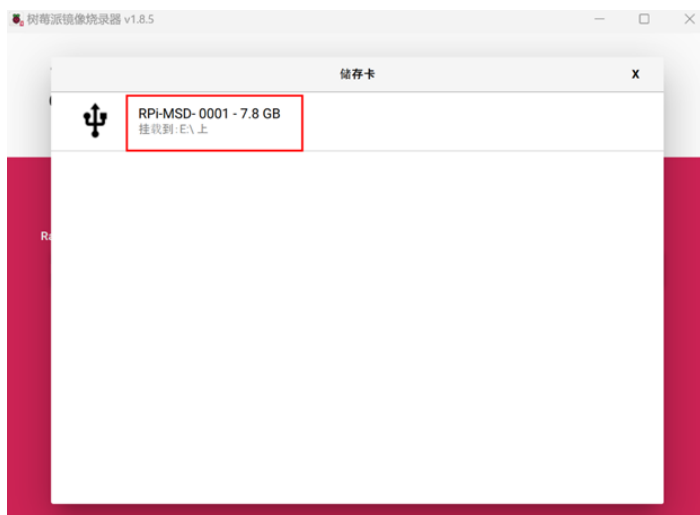 树莓派镜像烧录器 v1.8.5
储存卡
X
RPi-MSD- 0001 - 7.8 GB
挂载到:E:\ 上
Ra